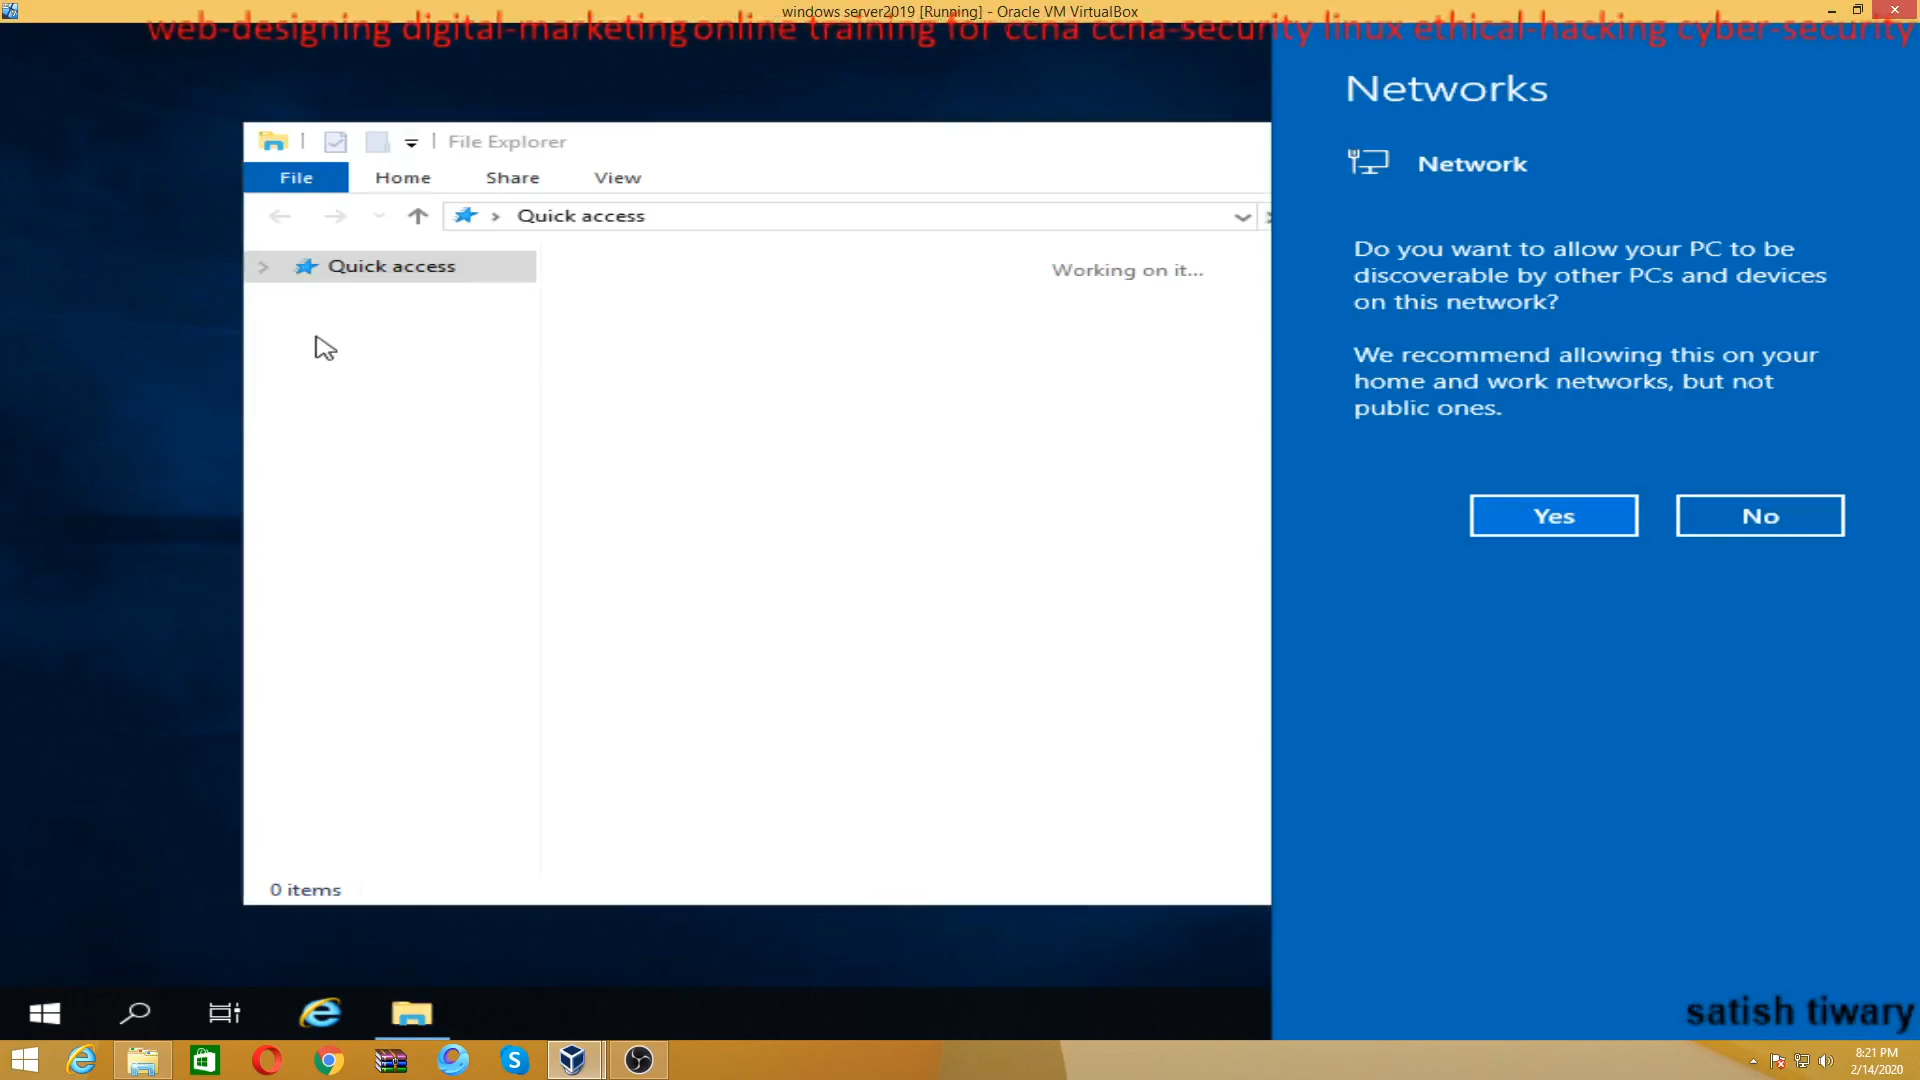 windows server2019 [Running] - Oracle VM VirtualBox
web-designing digital-marketing online training for ccna ccna-security linux ethical-hacking cyber-security
File Explorer
File Home Share View
Quick access
Quick access
Working on it...
0 items
Networks
Network
Do you want to allow your PC to be
discoverable by other PCs and devices
on this network?
We recommend allowing this on your
home and work networks, but not
public ones.
Yes No
satish tiwary
8:21 PM
2/14/2020